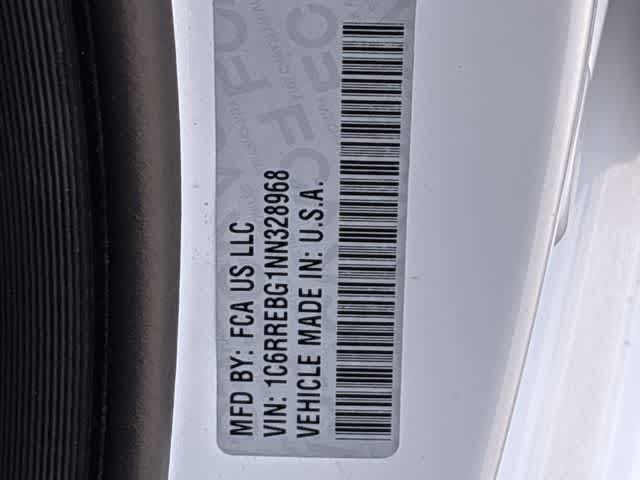 MFD BY: FCA US LLC
VIN: 1C6RREBG1NN328968
VEHICLE MADE IN: U.S.A.